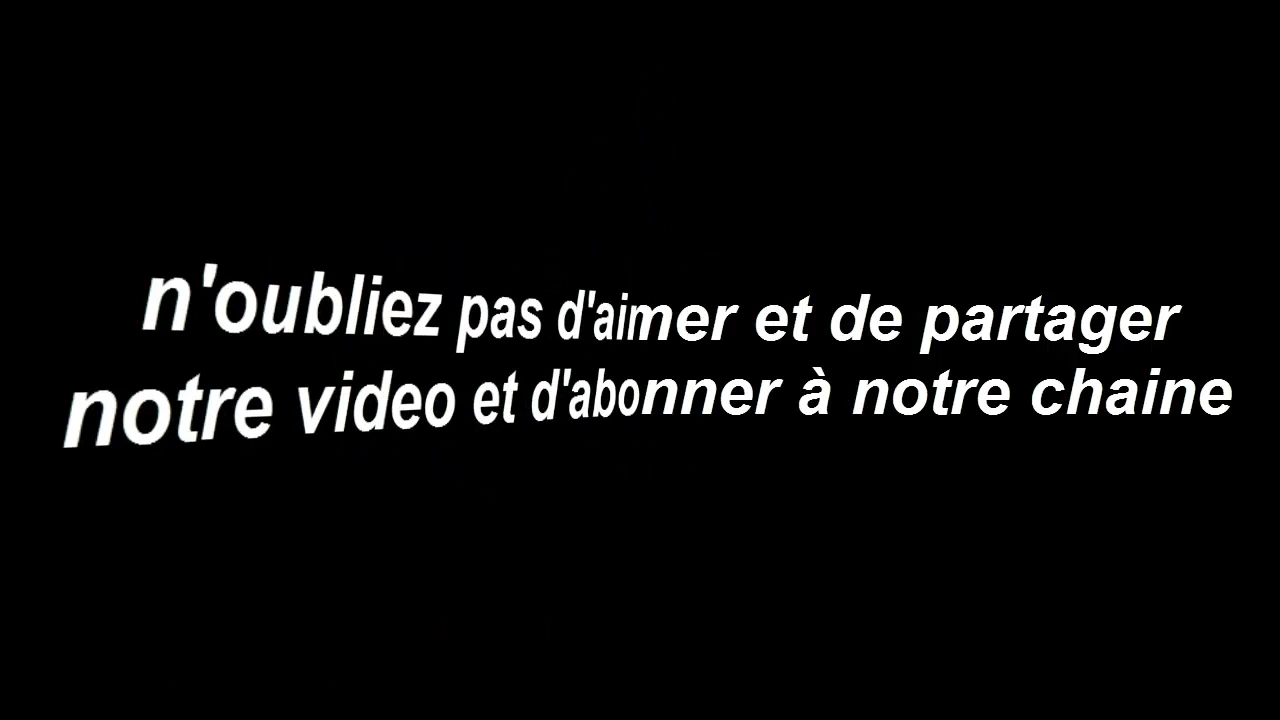 n'oubliez pas d'aimer et de partager
notre video et d'abonner à notre chaine